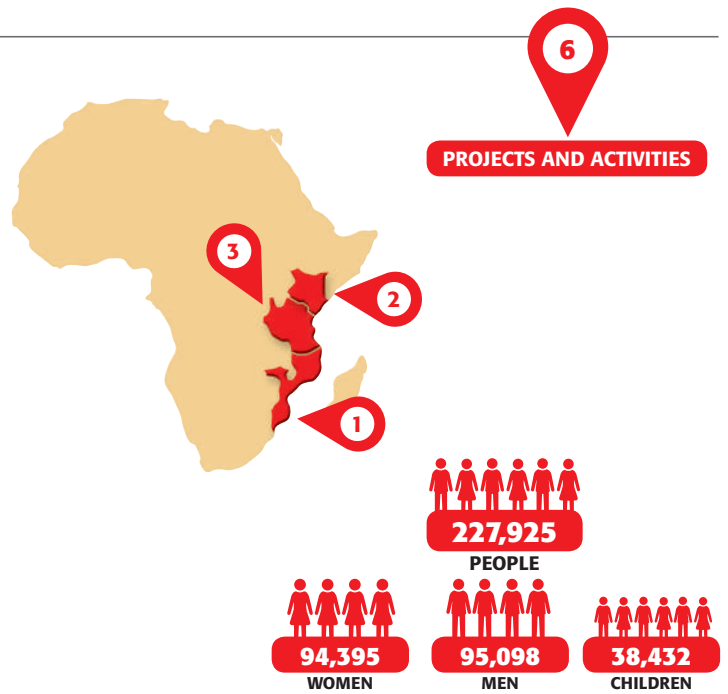 6
PROJECTS AND ACTIVITIES
3
2
1
227,925
PEOPLE
94,395
WOMEN
95,098
MEN
38,432
CHILDREN